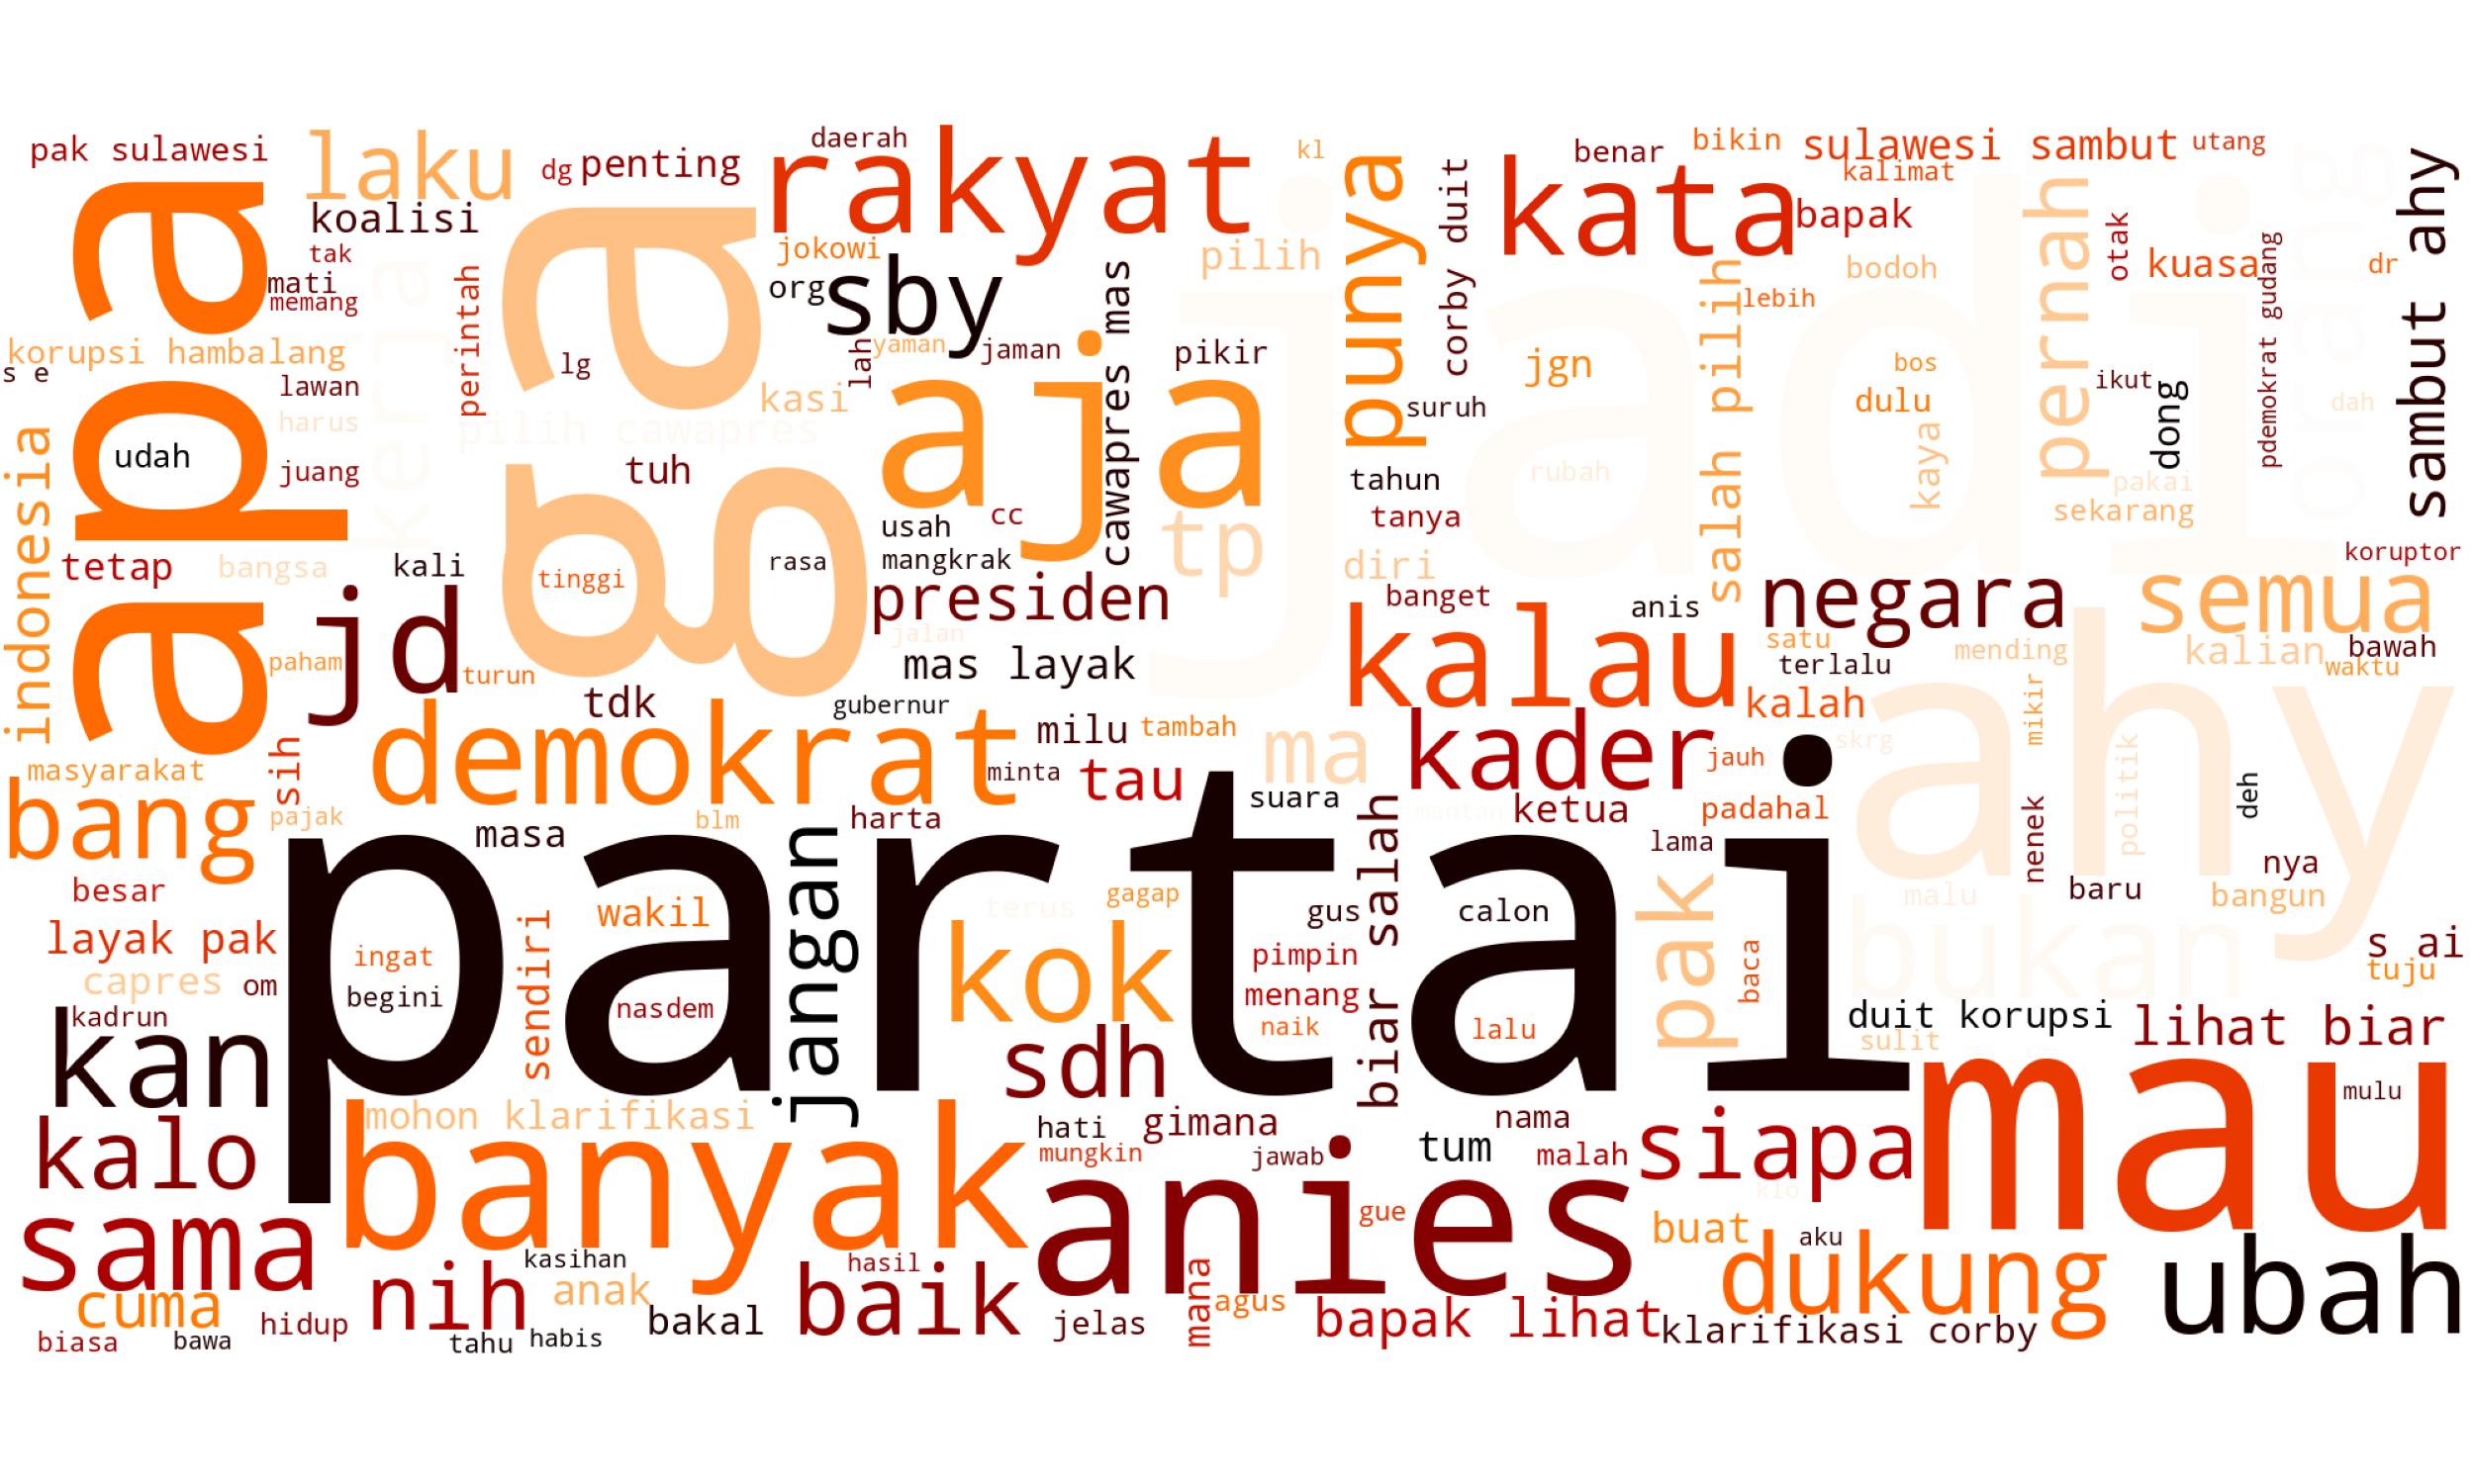 pak sulawesi
laku
dg
penting
daerah
rakyat
kl
punya
corby duit
kata
benar
bikin
sulawesi sambut
utang
kalimat
bapak
pernah
otak
kuasa
dr
sambut ahy
apa
koalisi
tak
mati
memang
kerja
perintah
ga
jokowi
org
sby
cawapres mas
pilih
jadi
salah pilih
lebih
bodoh
pdemokrat gudang
korupsi hambalang
s e
lawan
harus
udah
juang
lg
pilih cawapres
tuh
kasi
lah
yaman
jaman
aja
pikir
suruh
jgn
bos
dulu
kaya
ikut
dong
dah
indonesia
tahun
tanya
rubah
pakai
sekarang
usah
cc
mangkrak
tp
diri
koruptor
tetap
bangsa
kali
tinggi
rasa
presiden
banget
anis
negara
semua
jd
jalan
kalau
satu
terlalu
mending
kalian
bawah
waktu
paham
turun
mas layak
tdk
gubernur
kalah
mikir
ahy
demokrat
milu
tambah
ma
kader
jauh
skrg
politik
sih
masyarakat
bang
pajak
minta
tau
suara
mantan
ketua
padahal
deh
masa
blm
harta
jangan
partai
biar salah
lama
nenek
nya
besar
wakil
gagap
terus
gus
calon
pak
malu
baru
bangun
bukan
layak pak
capres
om
ingat
begini
sendiri
nasdem
kok
pimpin
menang
naik
lalu
baca
s ai
tuju
kadrun
kan
sdh
duit korupsi
sulit
lihat biar
mau
mulu
kalo
mohon klarifikasi
banyak
hati
gimana
mungkin
jawab
nama
tum
malah
siapa
klo
sama
anies
gue
buat
aku
dukung
ubah
cuma
nih
kasihan
anak
hasil
baik
mana
agus
biasa
bawa
hidup
tahu
habis
bakal
jelas
bapak lihat
klarifikasi corby